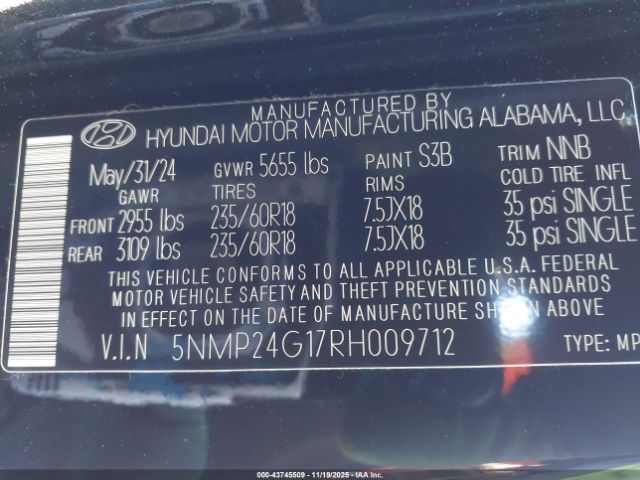 MANUFACTURED BY
HYUNDAI MOTOR MANUFACTURING ALABAMA, LLC.
May/31/24 GVWR 5655 lbs PAINT S3B TRIM NNB
GAWR TIRES RIMS COLD TIRE INFL
FRONT 2955 lbs 235/60R18 7.5JX18 35 psi SINGLE
REAR 3109 lbs 235/60R18 7.5JX18 35 psi SINGLE
THIS VEHICLE CONFORMS TO ALL APPLICABLE U.S.A. FEDERAL
MOTOR VEHICLE SAFETY AND THEFT PREVENTION STANDARDS
IN EFFECT ON THE DATE OF MANUFACTURE SHOWN ABOVE
V.I.N 5NMP24G17RH009712 TYPE: MP
000-43745509 - 11/19/2025 - IAA Inc.